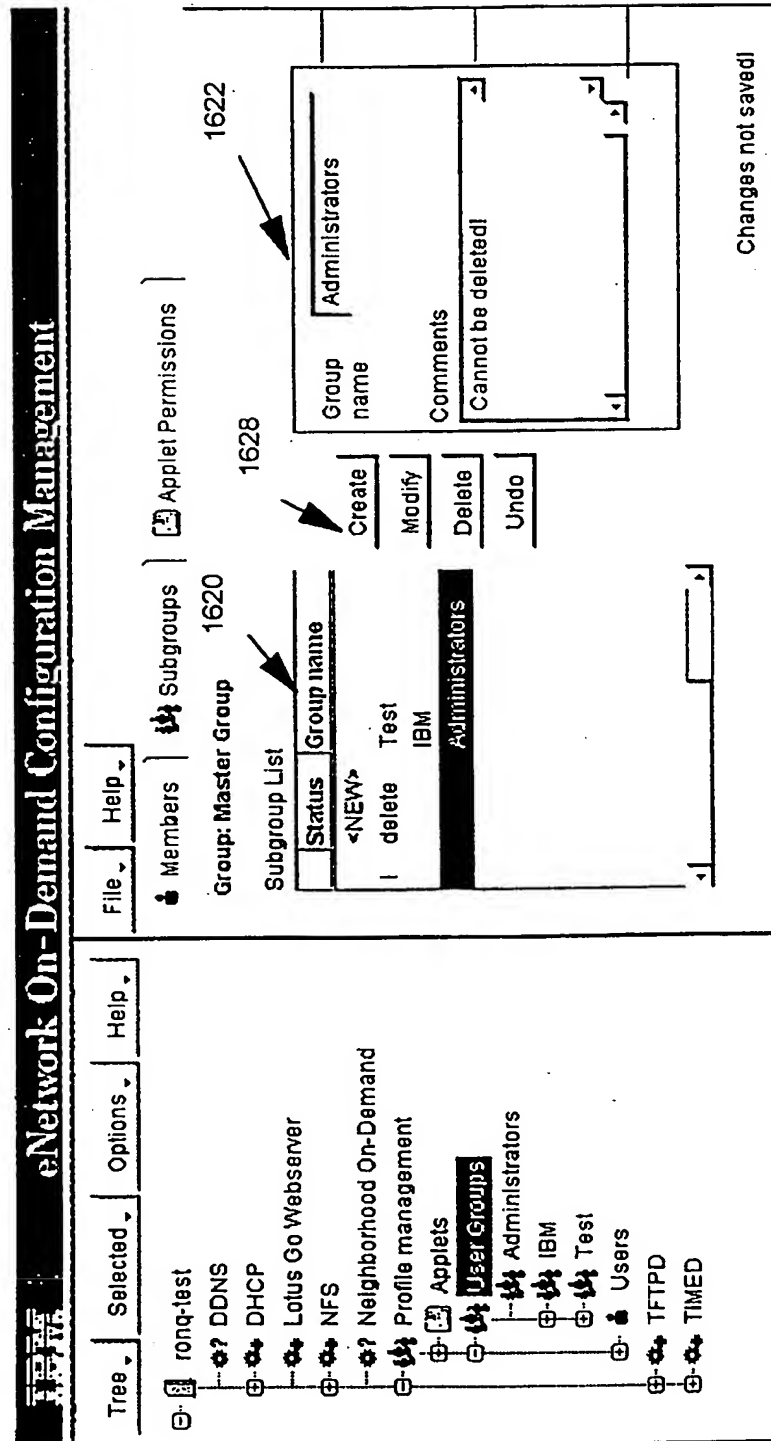 IBM eNetwork On-Demand Configuration Management
Tree Selected Options Help
ronq-test
? DDNS
DHCP
Lotus Go Webserver
NFS
? Neighborhood On-Demand
Profile management
Applets
User Groups
Administrators
IBM
Test
Users
TFTPD
TIMED
File Help
Members Subgroups Applet Permissions
Group: Master Group
Subgroup List
1620
Status Group name
<NEW>
delete Test
IBM
Administrators
1628
Create
Modify
Delete
Undo
1622
Group name
Administrators
Comments
Cannot be deleted!
Changes not saved!